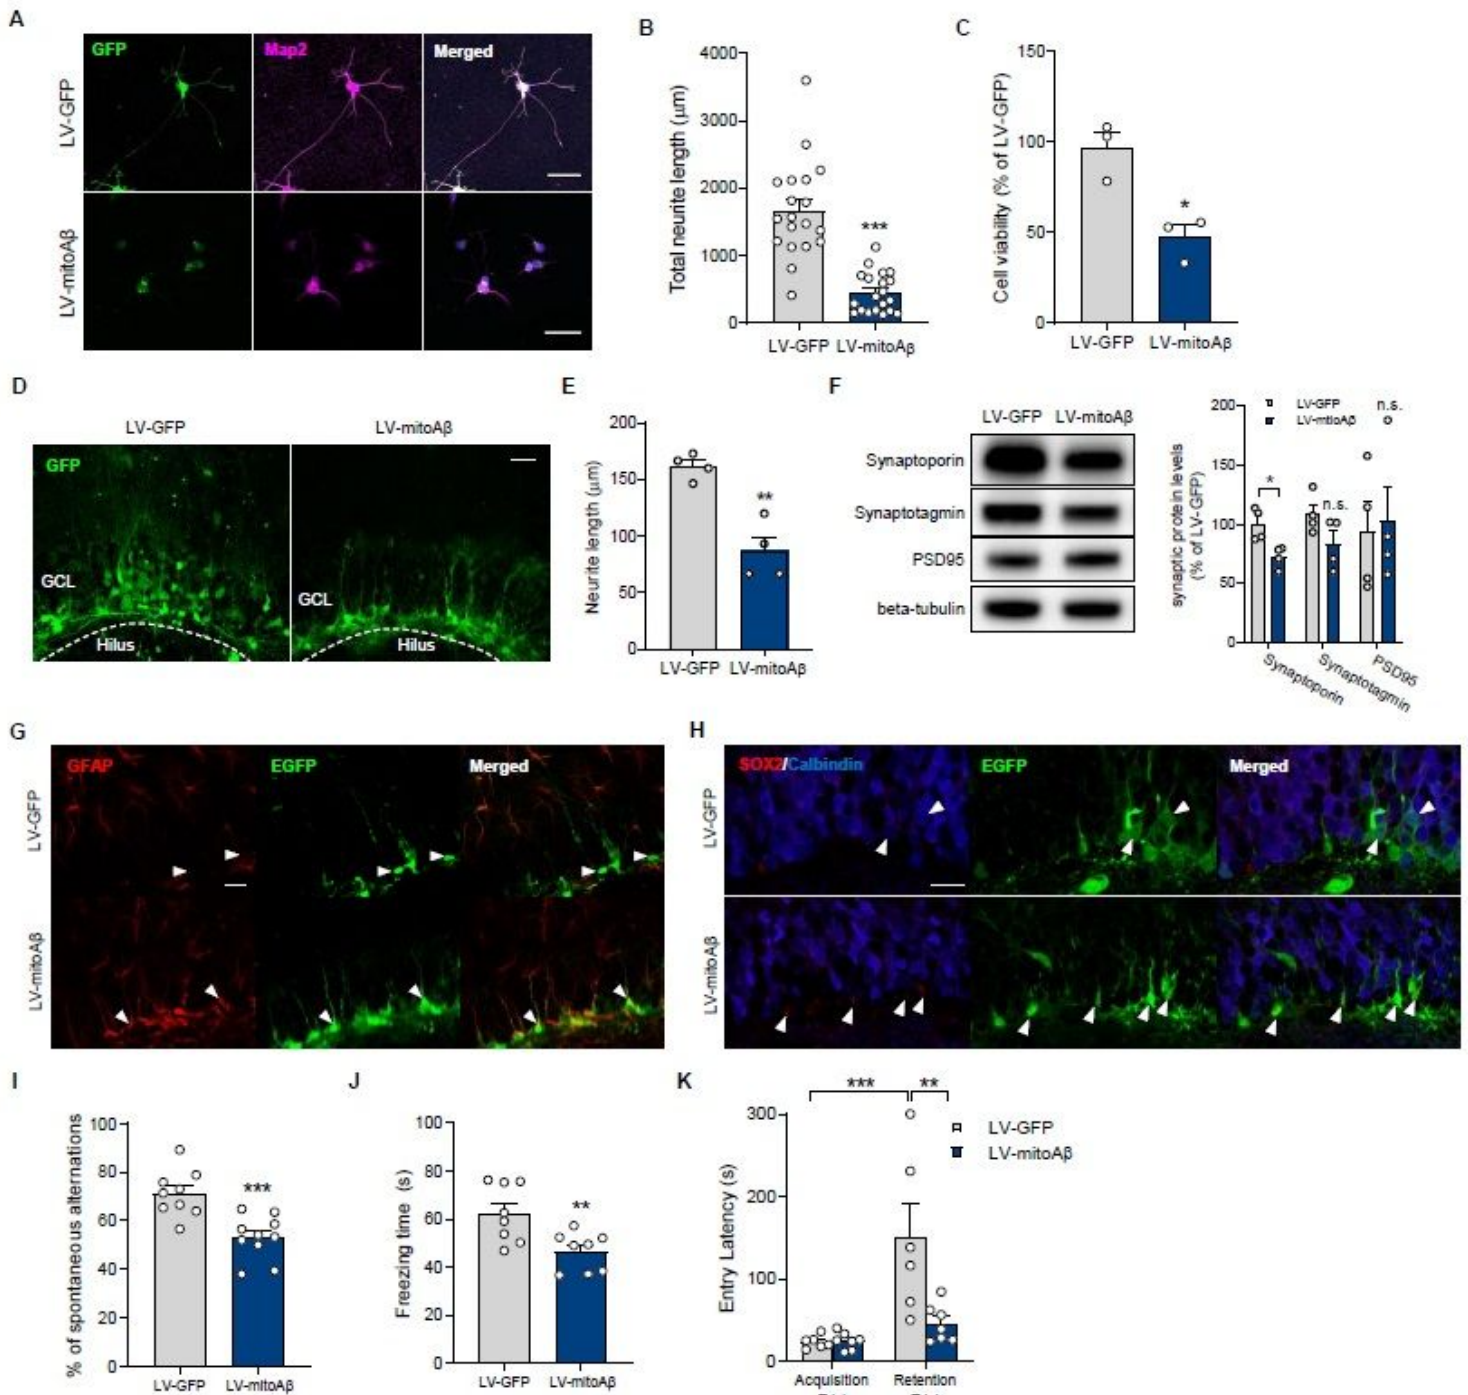 A
GFP
Map2
Merged
LV-GFP
LV-mitoAβ
B
Total neurite length (μm)
4000
3000
2000
1000
0
***
LV-GFP LV-mitoAβ
C
Cell viability (% of LV-GFP)
150
100
50
0
*
LV-GFP LV-mitoAβ
D
LV-GFP
LV-mitoAβ
GFP
GCL
Hilus
GCL
Hilus
E
Neurite length (μm)
200
150
100
50
0
**
LV-GFP LV-mitoAβ
F
LV-GFP LV-mitoAβ
Synaptoporin
Synaptotagmin
PSD95
beta-tubulin
synaptic protein levels
(% of LV-GFP)
200
150
100
50
0
LV-GFP
LV-mitoAβ
*
n.s.
n.s.
Synaptoporin
Synaptotagmin
PSD95
G
GFAP
EGFP
Merged
LV-GFP
LV-mitoAβ
H
SOX2/Calbindin
EGFP
Merged
LV-GFP
LV-mitoAβ
I
% of spontaneous alternations
100
80
60
40
20
0
***
LV-GFP LV-mitoAβ
J
Freezing time (s)
100
80
60
40
20
0
**
LV-GFP LV-mitoAβ
K
Entry Latency (s)
300
200
100
0
*** **
LV-GFP
LV-mitoAβ
Acquisition
Retention